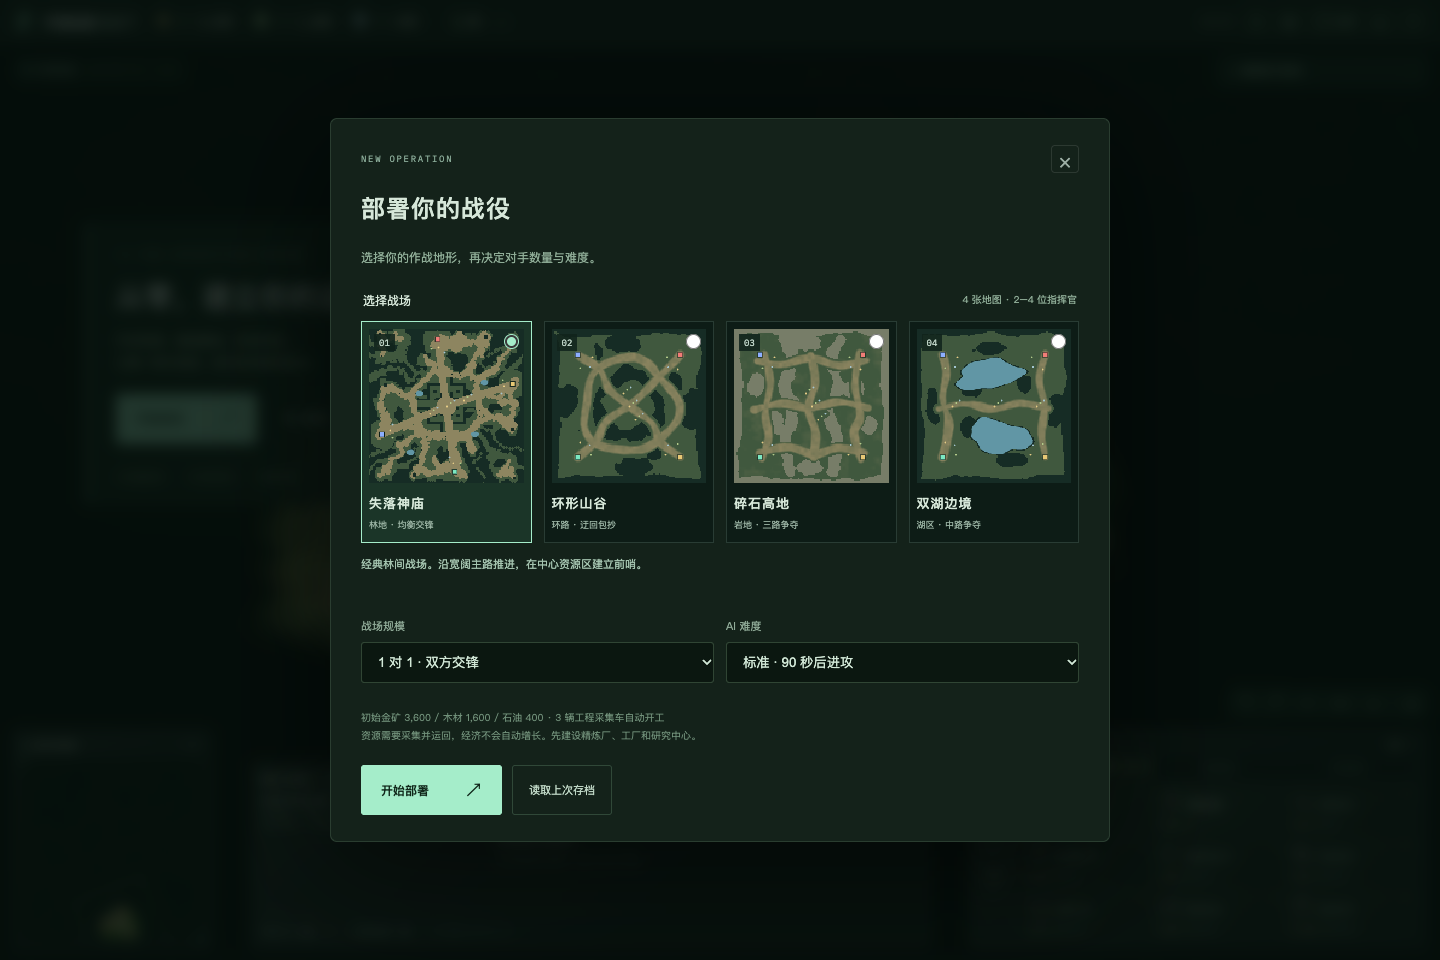 NEW OPERATION
部署你的战役
选择你的作战地形，再决定对手数量与难度。
选择战场
4 张地图 · 2—4 位指挥官
01
02
03
04
失落神庙
林地 · 均衡交锋
环形山谷
环路 · 迂回包抄
碎石高地
岩地 · 三路争夺
双湖边境
湖区 · 中路争夺
经典林间战场。沿宽阔主路推进，在中心资源区建立前哨。
战场规模
AI 难度
1 对 1 · 双方交锋
标准 · 90 秒后进攻
初始金矿 3,600 / 木材 1,600 / 石油 400 · 3 辆工程采集车自动开工
资源需要采集并运回，经济不会自动增长。先建设精炼厂、工厂和研究中心。
开始部署
读取上次存档